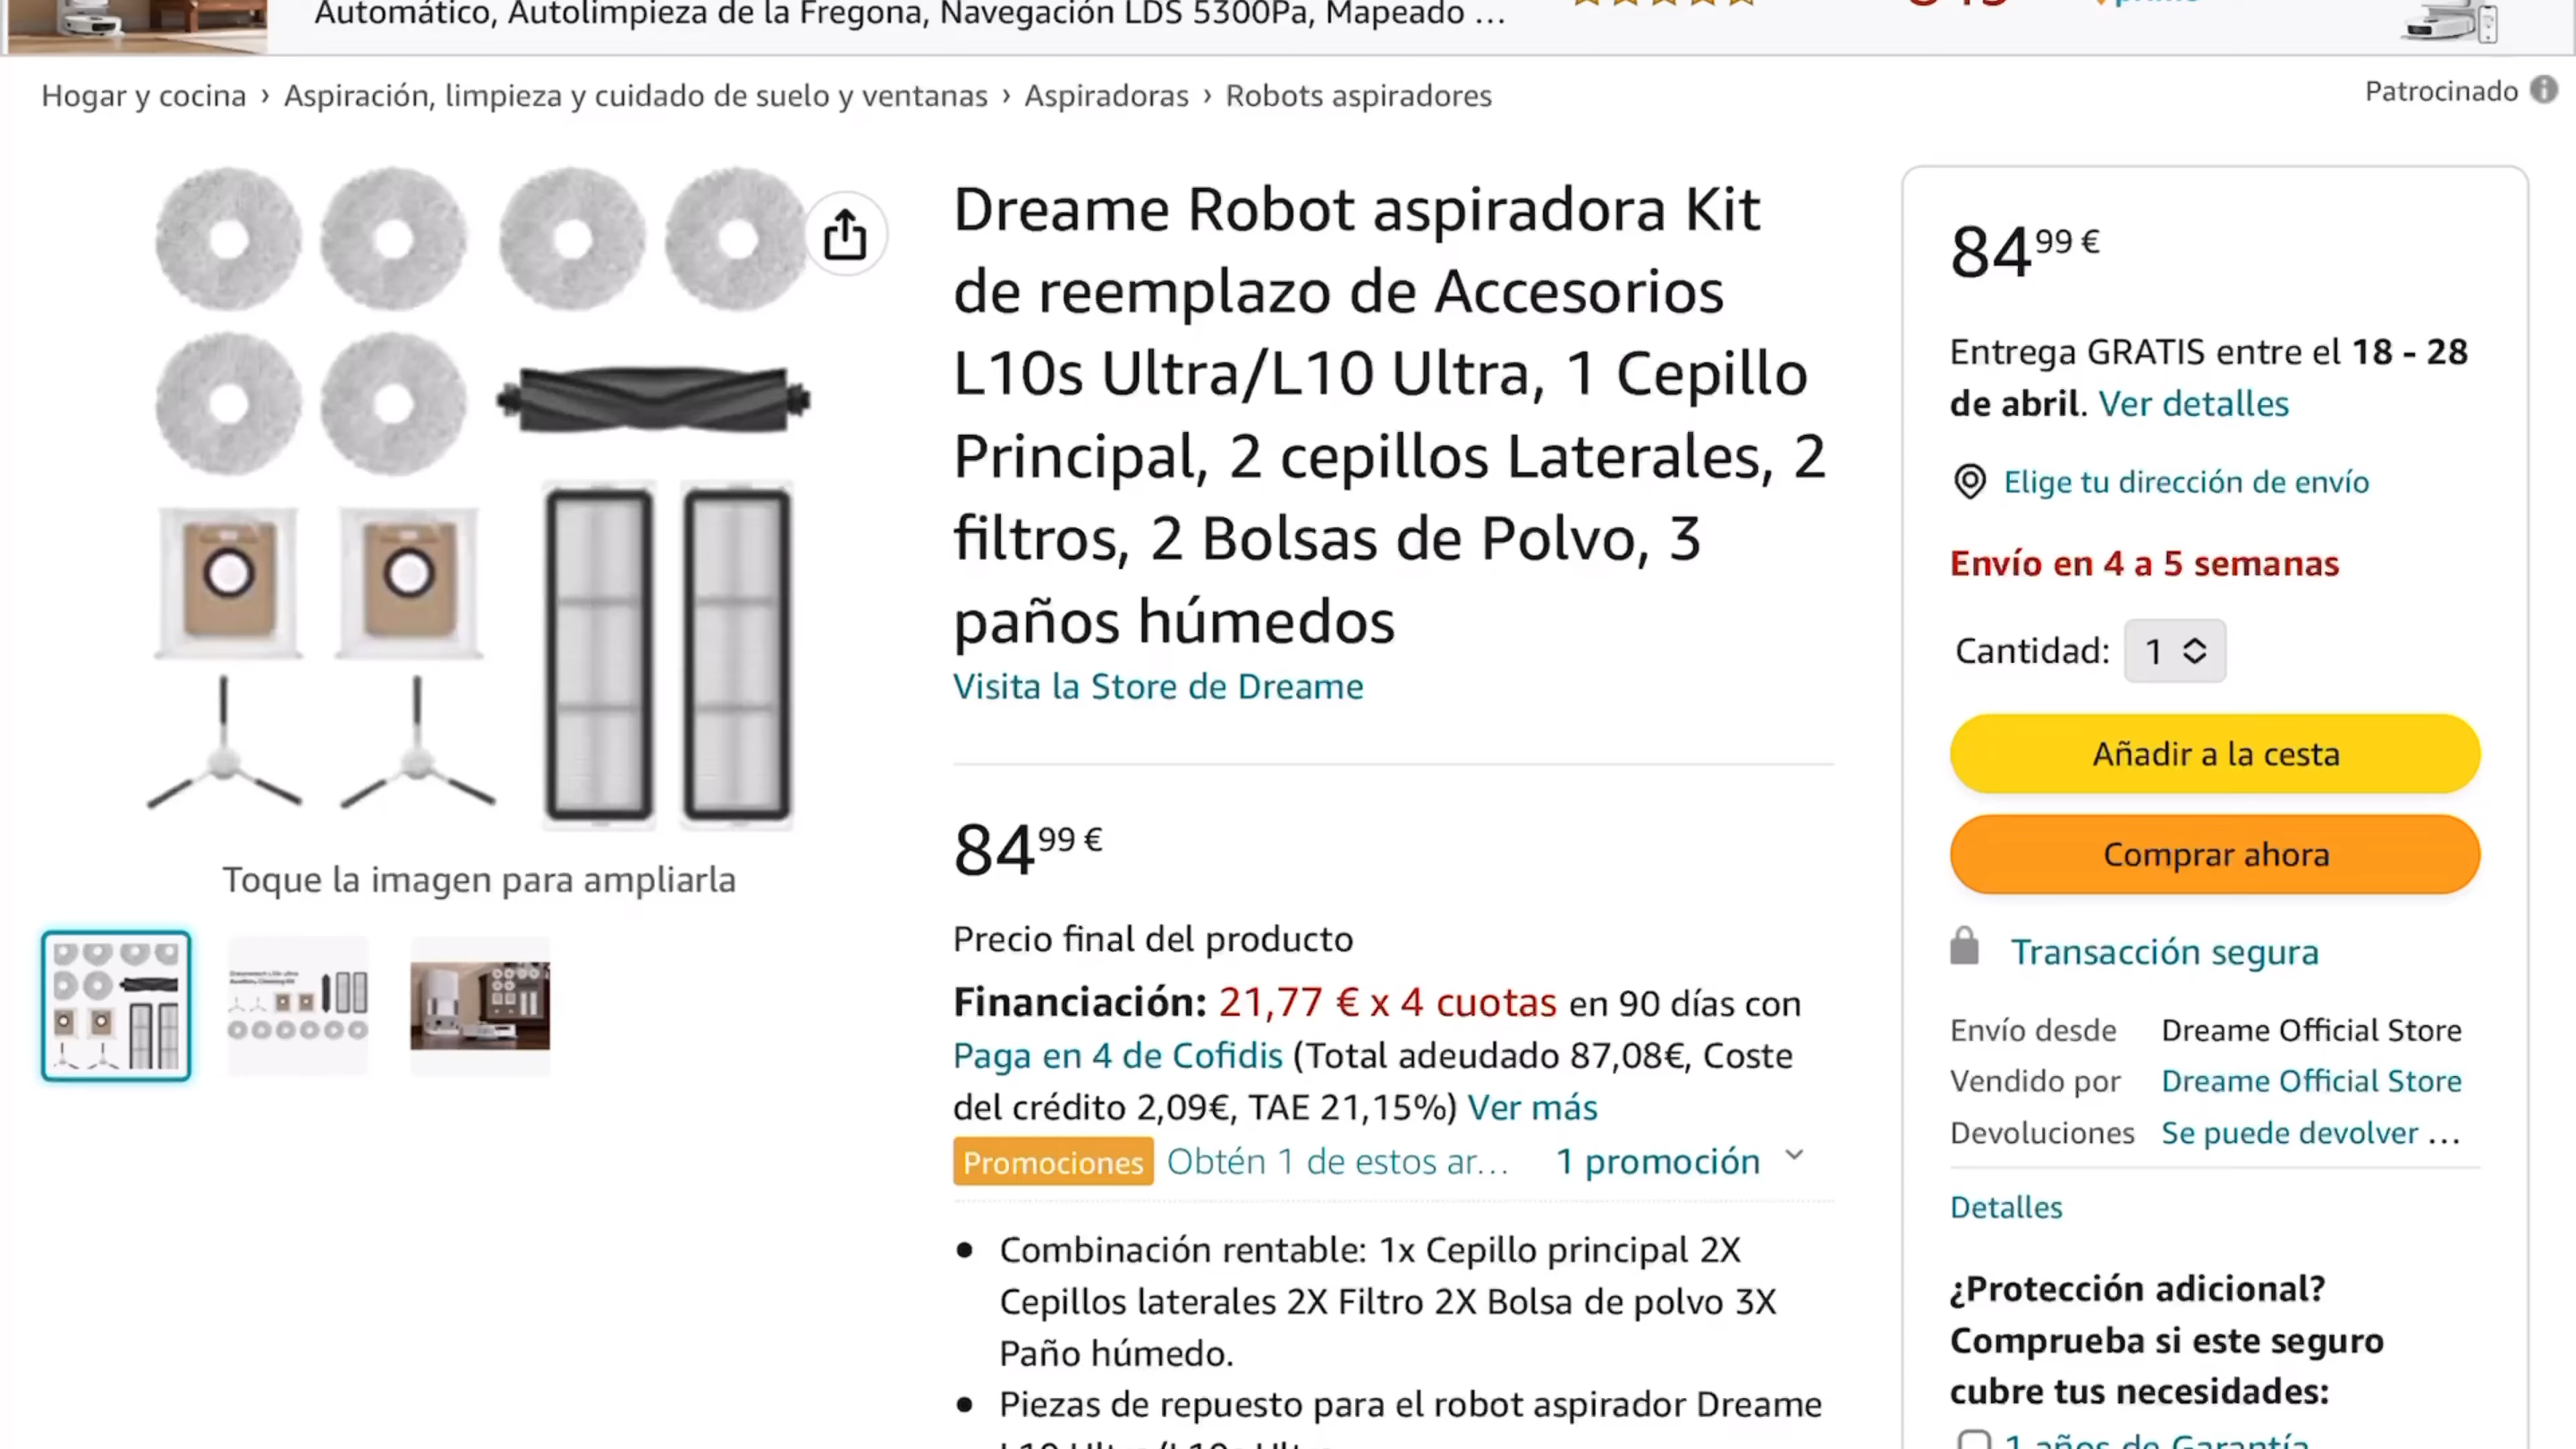 Automático, Autolimpieza de la Fregona, Navegación LDS 5300Pa, Mapeado ...
Hogar y cocina › Aspiración, limpieza y cuidado de suelo y ventanas › Aspiradoras › Robots aspiradores
Patrocinado
Dreame Robot aspiradora Kit
de reemplazo de Accesorios
L10s Ultra/L10 Ultra, 1 Cepillo
Principal, 2 cepillos Laterales, 2
filtros, 2 Bolsas de Polvo, 3
paños húmedos
Visita la Store de Dreame
Toque la imagen para ampliarla
84 99 €
Precio final del producto
Financiación: 21,77 € x 4 cuotas en 90 días con
Paga en 4 de Cofidis (Total adeudado 87,08€, Coste
del crédito 2,09€, TAE 21,15%) Ver más
Promociones Obtén 1 de estos ar... 1 promoción
• Combinación rentable: 1x Cepillo principal 2X
Cepillos laterales 2X Filtro 2X Bolsa de polvo 3X
Paño húmedo.
• Piezas de repuesto para el robot aspirador Dreame
84 99 €
Entrega GRATIS entre el 18 - 28
de abril. Ver detalles
Elige tu dirección de envío
Envío en 4 a 5 semanas
Cantidad: 1
Añadir a la cesta
Comprar ahora
Transacción segura
Envío desde Dreame Official Store
Vendido por Dreame Official Store
Devoluciones Se puede devolver ...
Detalles
¿Protección adicional?
Comprueba si este seguro
cubre tus necesidades:
1 años de Garantía